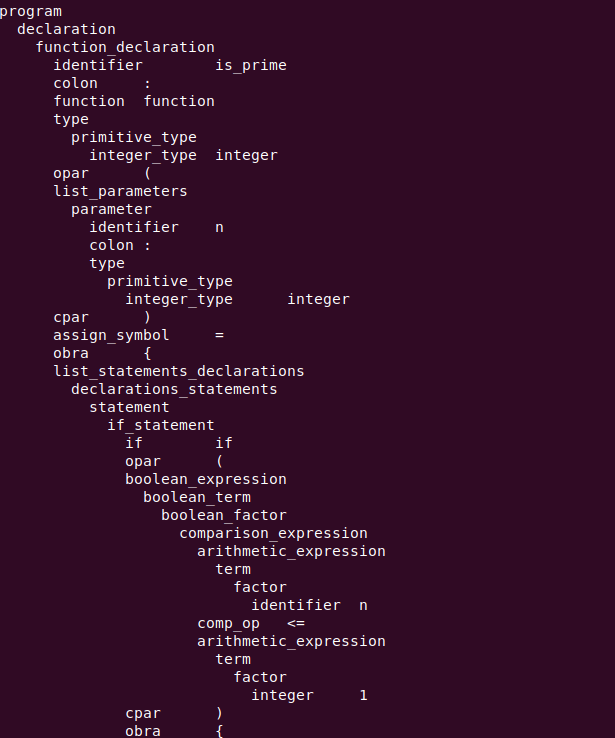 program
declaration
function_declaration
identifier is_prime
colon :
function function
type
primitive_type
integer_type integer
opar (
list_parameters
parameter
identifier n
colon :
type
primitive_type
integer_type integer
cpar )
assign_symbol =
obra {
list_statements_declarations
declarations_statements
statement
if_statement
if if
opar (
boolean_expression
boolean_term
boolean_factor
comparison_expression
arithmetic_expression
term
factor
identifier n
comp_op <=
arithmetic_expression
term
factor
integer 1
cpar )
obra {